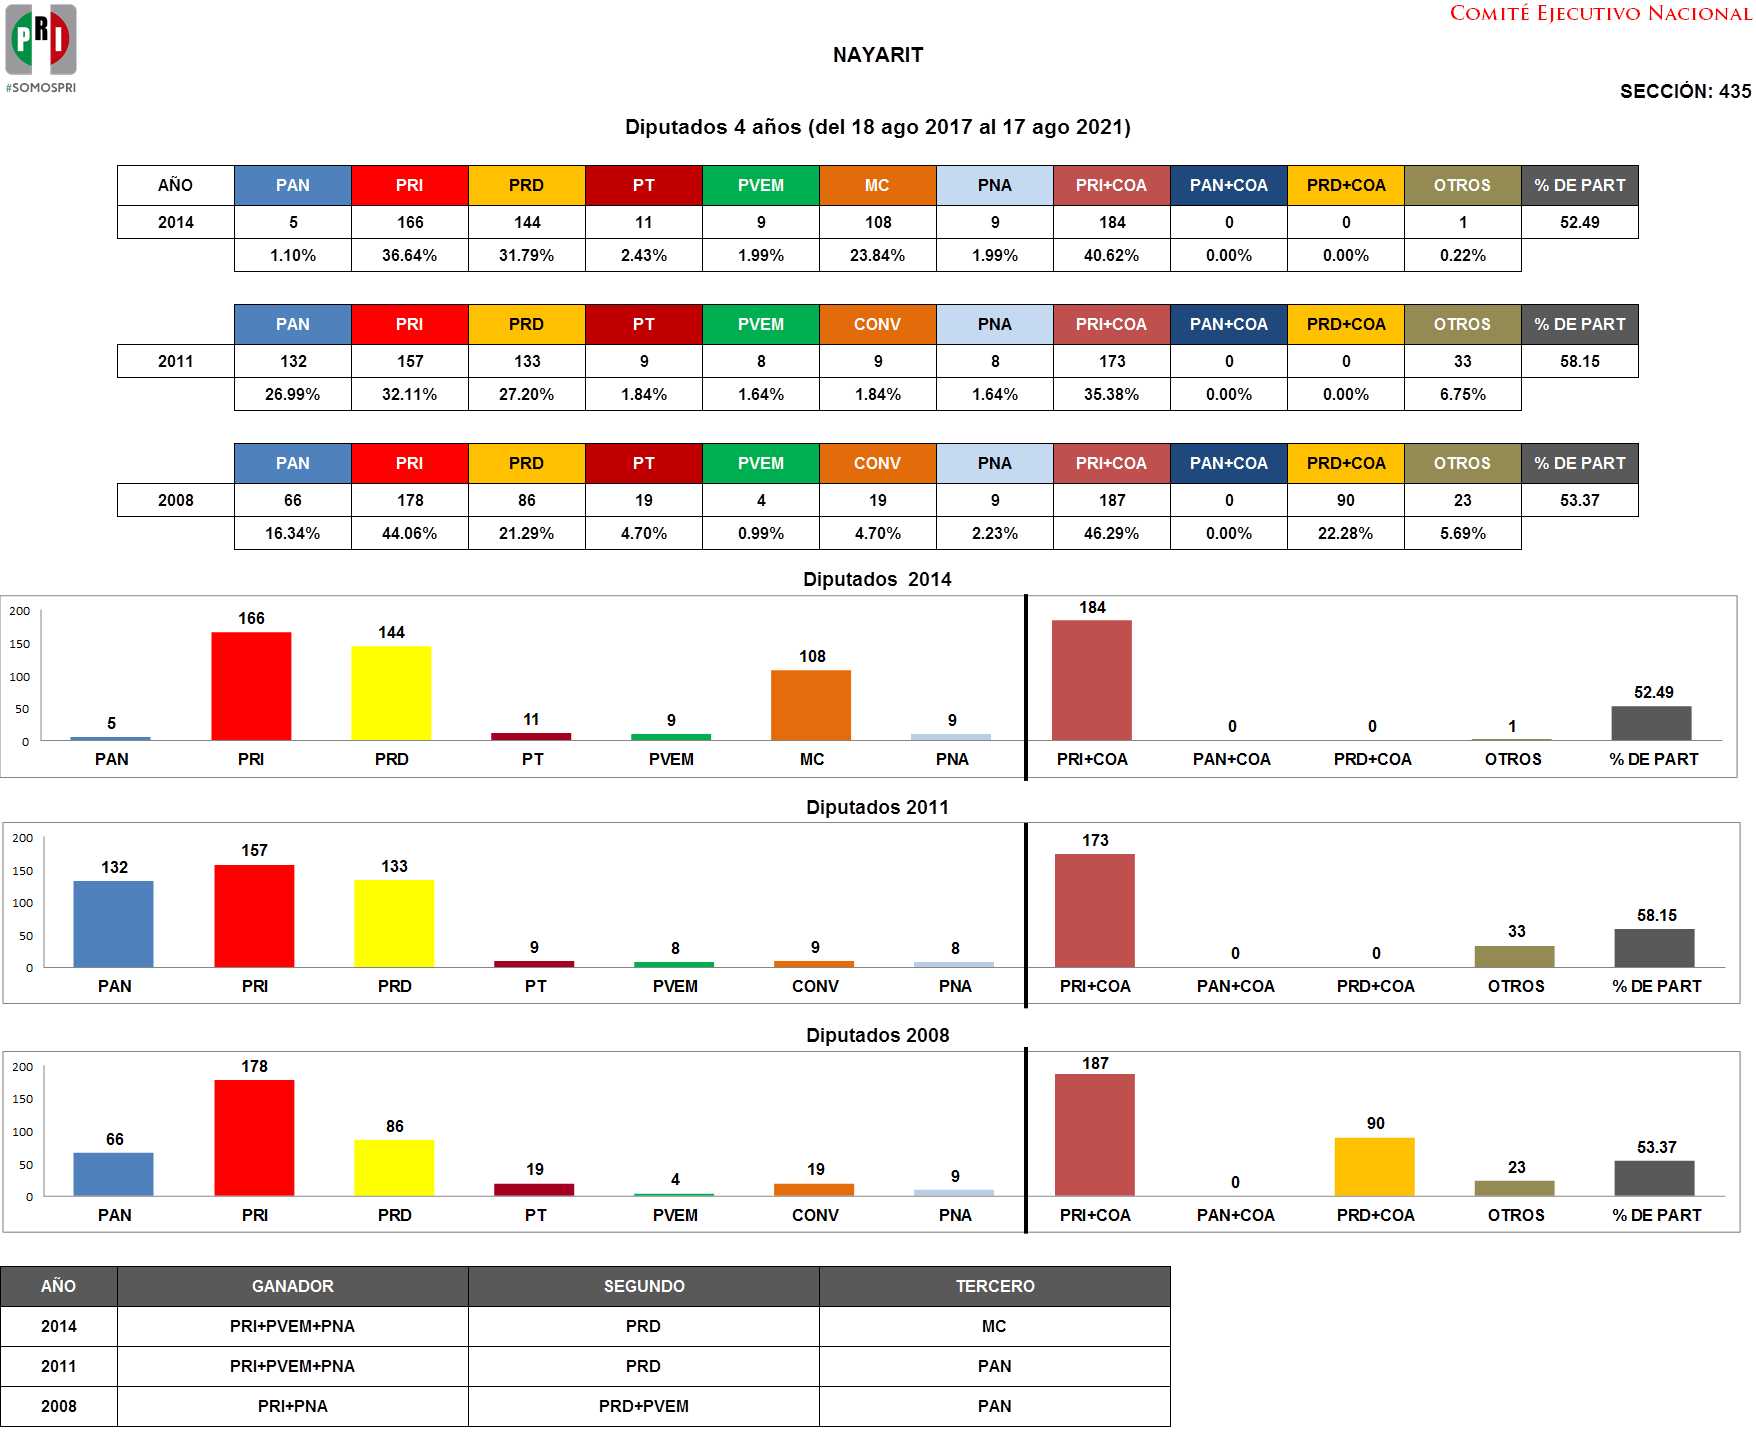 COMITÉ EJECUTIVO NACIONAL
PRI
#SOMOSPRI
NAYARIT
SECCIÓN: 435
Diputados 4 años (del 18 ago 2017 al 17 ago 2021)
AÑO PAN PRI PRD PT PVEM MC PNA PRI+COA PAN+COA PRD+COA OTROS % DE PART
2014 5 166 144 11 9 108 9 184 0 0 1 52.49
1.10% 36.64% 31.79% 2.43% 1.99% 23.84% 1.99% 40.62% 0.00% 0.00% 0.22%
PAN PRI PRD PT PVEM CONV PNA PRI+COA PAN+COA PRD+COA OTROS % DE PART
2011 132 157 133 9 8 9 8 173 0 0 33 58.15
26.99% 32.11% 27.20% 1.84% 1.64% 1.84% 1.64% 35.38% 0.00% 0.00% 6.75%
PAN PRI PRD PT PVEM CONV PNA PRI+COA PAN+COA PRD+COA OTROS % DE PART
2008 66 178 86 19 4 19 9 187 0 90 23 53.37
16.34% 44.06% 21.29% 4.70% 0.99% 4.70% 2.23% 46.29% 0.00% 22.28% 5.69%
Diputados 2014
200
150
100
50
0
5 166 144 11 9 108 9 184 0 0 1 52.49
PAN PRI PRD PT PVEM MC PNA PRI+COA PAN+COA PRD+COA OTROS % DE PART
Diputados 2011
200
150
100
50
0
132 157 133 9 8 9 8 173 0 0 33 58.15
PAN PRI PRD PT PVEM CONV PNA PRI+COA PAN+COA PRD+COA OTROS % DE PART
Diputados 2008
200
150
100
50
0
66 178 86 19 4 19 9 187 0 90 23 53.37
PAN PRI PRD PT PVEM CONV PNA PRI+COA PAN+COA PRD+COA OTROS % DE PART
AÑO GANADOR SEGUNDO TERCERO
2014 PRI+PVEM+PNA PRD MC
2011 PRI+PVEM+PNA PRD PAN
2008 PRI+PNA PRD+PVEM PAN